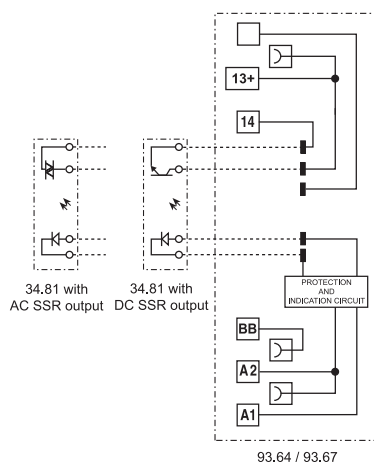 13+
14
34.81 with
AC SSR output
34.81 with
DC SSR output
PROTECTION
AND
INDICATION CIRCUIT
BB
A2
A1
93.64 / 93.67